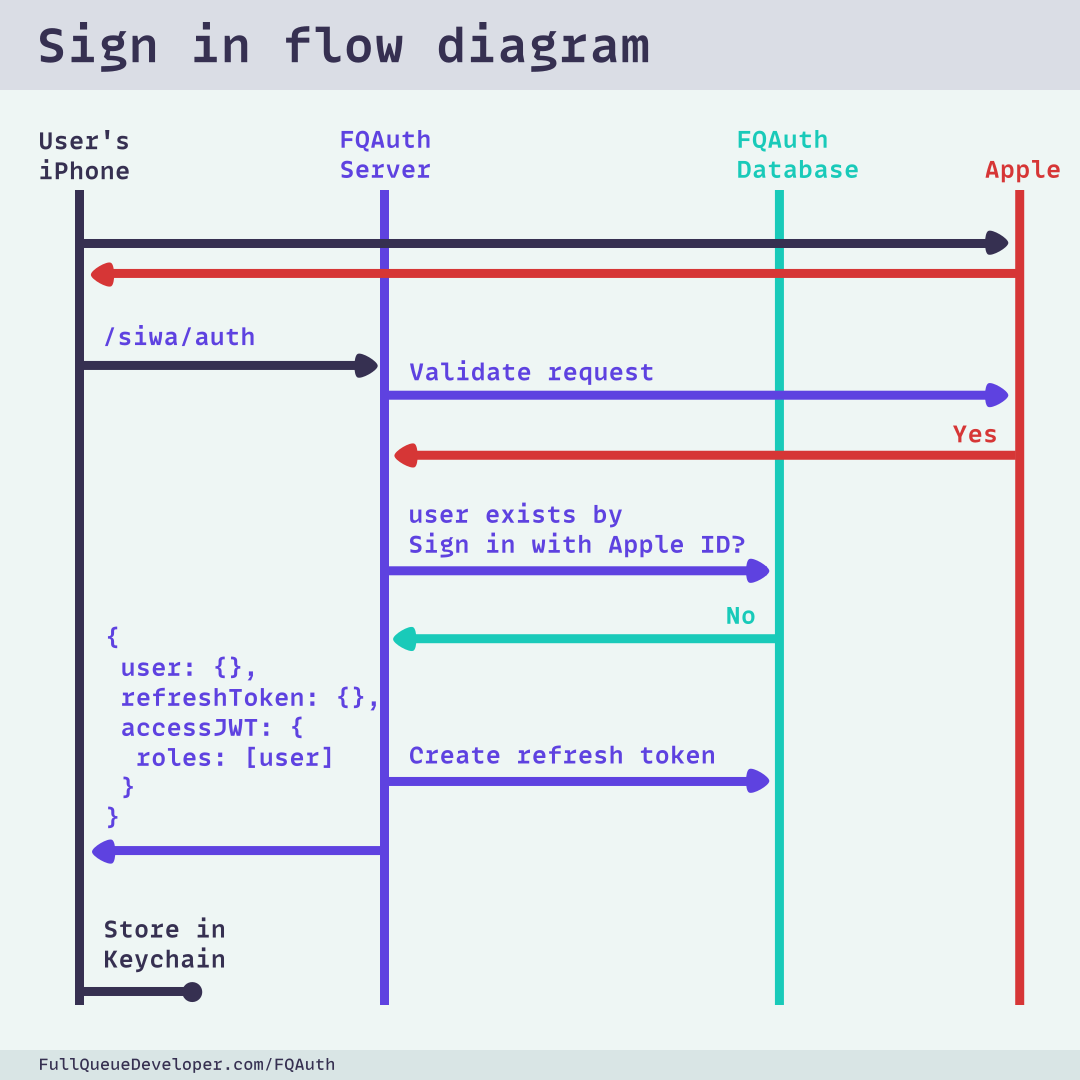 Sign in flow diagram
User's
iPhone
FQAuth
Server
FQAuth
Database
Apple
/siwa/auth
Validate request
Yes
user exists by
Sign in with Apple ID?
No
{
user: {},
refreshToken: {},
accessJWT: {
roles: [user]
}
}
Create refresh token
Store in
Keychain
FullQueueDeveloper.com/FQAuth